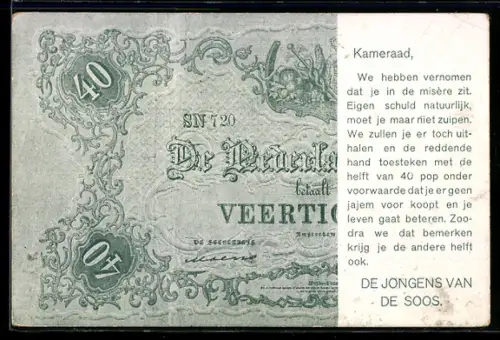 40
SN 720
De Nederla
betaalt
VEERTIG
Amsterdam
40
Kameraad,
We hebben vernomen
dat je in de misère zit.
Eigen schuld natuurlijk,
moet je maar niet zuipen.
We zullen je er toch uit-
halen en de reddende
hand toesteken met de
helft van 40 pop onder
voorwaarde dat je er geen
jajem voor koopt en je
leven gaat beteren. Zoo-
dra we dat bemerken
krijg je de andere helft
ook.
DE JONGENS VAN
DE SOOS.